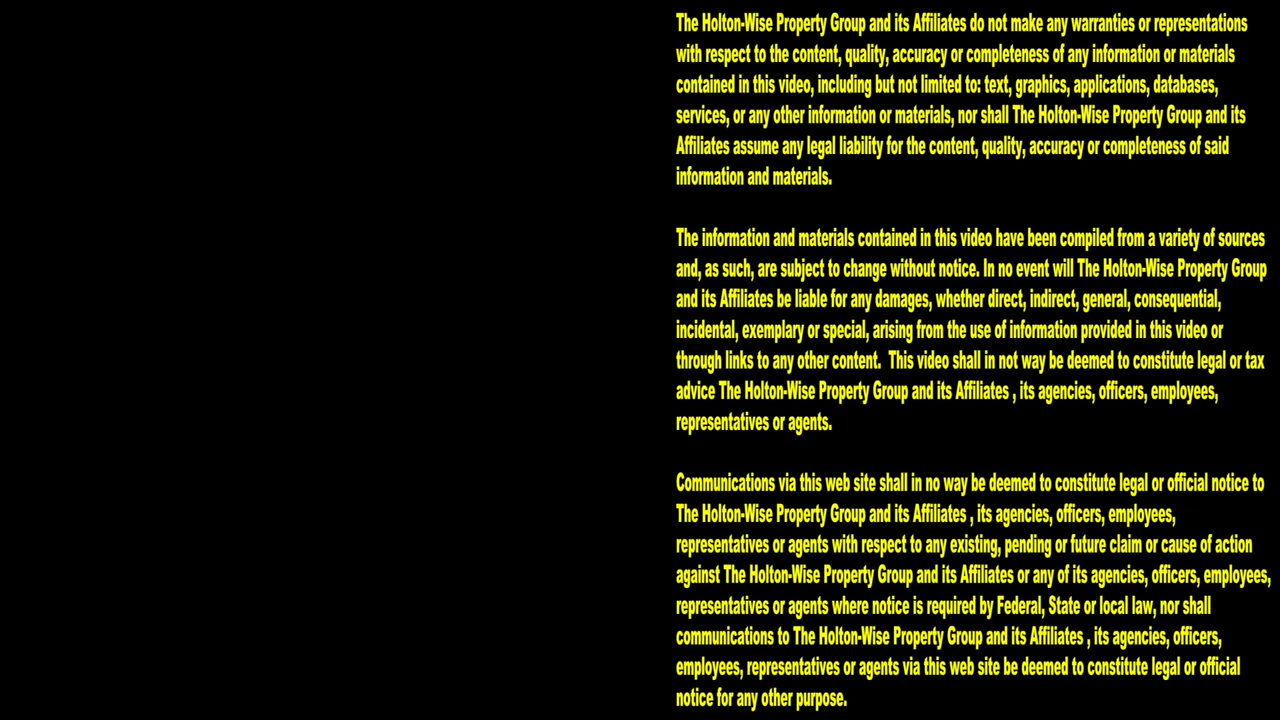 The Holton-Wise Property Group and its Affiliates do not make any warranties or representations
with respect to the content, quality, accuracy or completeness of any information or materials
contained in this video, including but not limited to: text, graphics, applications, databases,
services, or any other information or materials, nor shall The Holton-Wise Property Group and its
Affiliates assume any legal liability for the content, quality, accuracy or completeness of said
information and materials.
The information and materials contained in this video have been compiled from a variety of sources
and, as such, are subject to change without notice. In no event will The Holton-Wise Property Group
and its Affiliates be liable for any damages, whether direct, indirect, general, consequential,
incidental, exemplary or special, arising from the use of information provided in this video or
through links to any other content.  This video shall in not way be deemed to constitute legal or tax
advice The Holton-Wise Property Group and its Affiliates , its agencies, officers, employees,
representatives or agents.
Communications via this web site shall in no way be deemed to constitute legal or official notice to
The Holton-Wise Property Group and its Affiliates , its agencies, officers, employees,
representatives or agents with respect to any existing, pending or future claim or cause of action
against The Holton-Wise Property Group and its Affiliates or any of its agencies, officers, employees,
representatives or agents where notice is required by Federal, State or local law, nor shall
communications to The Holton-Wise Property Group and its Affiliates , its agencies, officers,
employees, representatives or agents via this web site be deemed to constitute legal or official
notice for any other purpose.